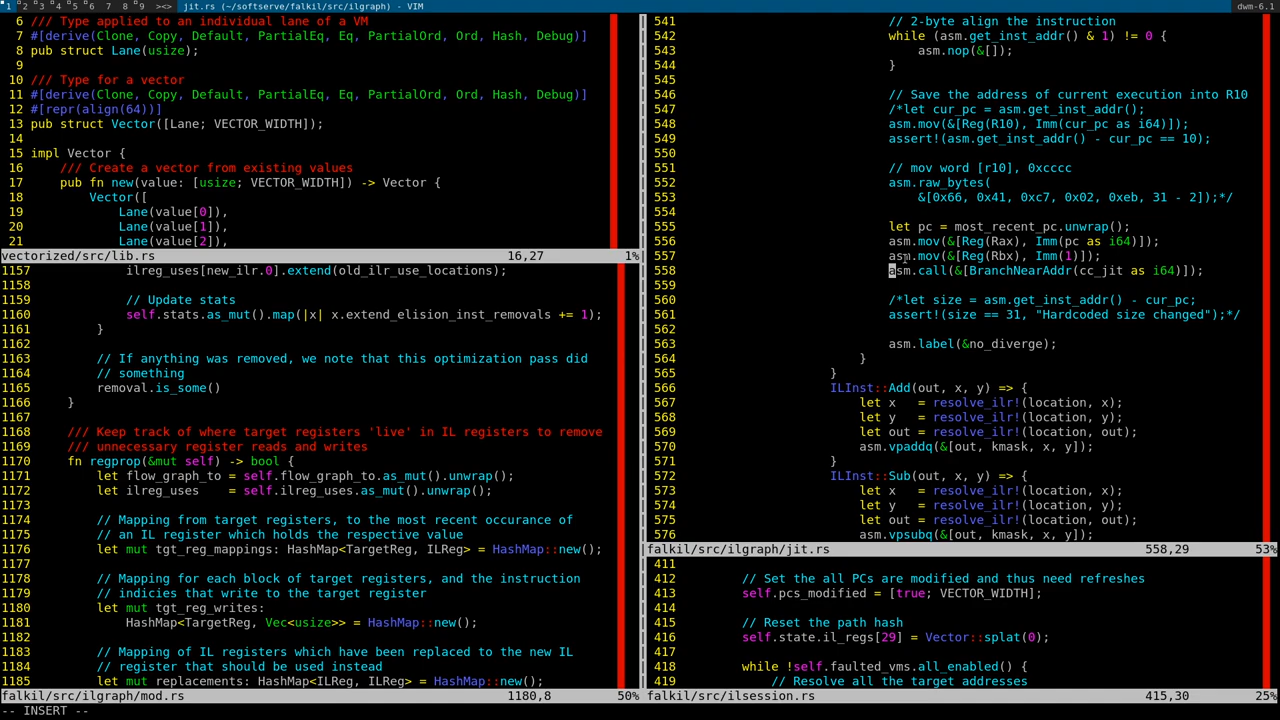 1 2 3 4 5 6 7 8 9 ><> jit.rs (~/softserve/falkil/src/ilgraph) - VIM dwm-6.1
6 /// Type applied to an individual lane of a VM
7 #[derive(Clone, Copy, Default, PartialEq, Eq, PartialOrd, Ord, Hash, Debug)]
8 pub struct Lane(usize);
9
10 /// Type for a vector
11 #[derive(Clone, Copy, Default, PartialEq, Eq, PartialOrd, Ord, Hash, Debug)]
12 #[repr(align(64))]
13 pub struct Vector([Lane; VECTOR_WIDTH]);
14
15 impl Vector {
16     /// Create a vector from existing values
17     pub fn new(value: [usize; VECTOR_WIDTH]) -> Vector {
18         Vector([
19             Lane(value[0]),
20             Lane(value[1]),
21             Lane(value[2]),
vectorized/src/lib.rs 16,27 1%
1157             ilreg_uses[new_ilr.0].extend(old_ilr_use_locations);
1158
1159             // Update stats
1160             self.stats.as_mut().map(|x| x.extend_elision_inst_removals += 1);
1161         }
1162
1163         // If anything was removed, we note that this optimization pass did
1164         // something
1165         removal.is_some()
1166     }
1167
1168     /// Keep track of where target registers 'live' in IL registers to remove
1169     /// unnecessary register reads and writes
1170     fn regprop(&mut self) -> bool {
1171         let flow_graph_to = self.flow_graph_to.as_mut().unwrap();
1172         let ilreg_uses    = self.ilreg_uses.as_mut().unwrap();
1173
1174         // Mapping from target registers, to the most recent occurance of
1175         // an IL register which holds the respective value
1176         let mut tgt_reg_mappings: HashMap<TargetReg, ILReg> = HashMap::new();
1177
1178         // Mapping for each block of target registers, and the instruction
1179         // indicies that write to the target register
1180         let mut tgt_reg_writes:
1181             HashMap<TargetReg, Vec<usize>> = HashMap::new();
1182
1183         // Mapping of IL registers which have been replaced to the new IL
1184         // register that should be used instead
1185         let mut replacements: HashMap<ILReg, ILReg> = HashMap::new();
falkil/src/ilgraph/mod.rs 1180,8 50%
541 // 2-byte align the instruction
542 while (asm.get_inst_addr() & 1) != 0 {
543     asm.nop(&[]);
544 }
545
546 // Save the address of current execution into R10
547 /*let cur_pc = asm.get_inst_addr();
548 asm.mov(&[Reg(R10), Imm(cur_pc as i64)]);
549 assert!(asm.get_inst_addr() - cur_pc == 10);
550
551 // mov word [r10], 0xcccc
552 asm.raw_bytes(
553     &[0x66, 0x41, 0xc7, 0x02, 0xeb, 31 - 2]);*/
554
555 let pc = most_recent_pc.unwrap();
556 asm.mov(&[Reg(Rax), Imm(pc as i64)]);
557 asm.mov(&[Reg(Rbx), Imm(1)]);
558 asm.call(&[BranchNearAddr(cc_jit as i64)]);
559
560 /*let size = asm.get_inst_addr() - cur_pc;
561 assert!(size == 31, "Hardcoded size changed");*/
562
563 asm.label(&no_diverge);
564 }
565 }
566 ILInst::Add(out, x, y) => {
567     let x   = resolve_ilr!(location, x);
568     let y   = resolve_ilr!(location, y);
569     let out = resolve_ilr!(location, out);
570     asm.vpaddq(&[out, kmask, x, y]);
571 }
572 ILInst::Sub(out, x, y) => {
573     let x   = resolve_ilr!(location, x);
574     let y   = resolve_ilr!(location, y);
575     let out = resolve_ilr!(location, out);
576     asm.vpsubq(&[out, kmask, x, y]);
falkil/src/ilgraph/jit.rs 558,29 53%
411
412 // Set the all PCs are modified and thus need refreshes
413 self.pcs_modified = [true; VECTOR_WIDTH];
414
415 // Reset the path hash
416 self.state.il_regs[29] = Vector::splat(0);
417
418 while !self.faulted_vms.all_enabled() {
419     // Resolve all the target addresses
falkil/src/ilsession.rs 415,30 25%
-- INSERT --